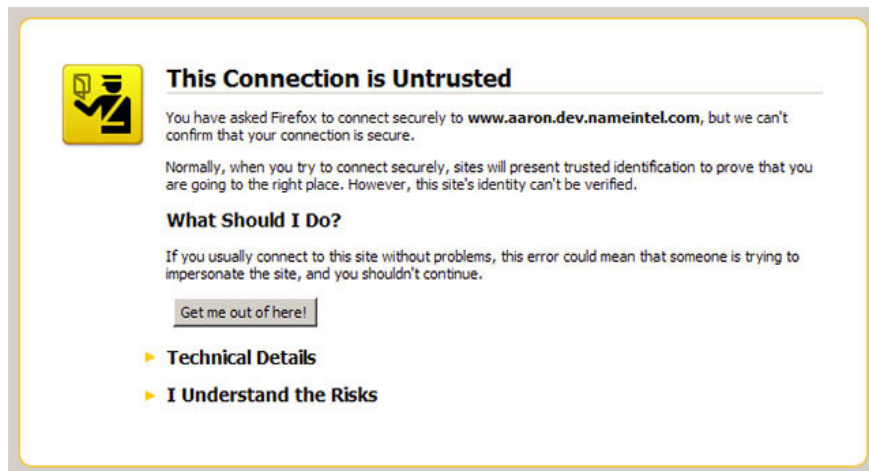 This Connection is Untrusted
You have asked Firefox to connect securely to www.aaron.dev.nameintel.com, but we can't
confirm that your connection is secure.
Normally, when you try to connect securely, sites will present trusted identification to prove that you
are going to the right place. However, this site's identity can't be verified.
What Should I Do?
If you usually connect to this site without problems, this error could mean that someone is trying to
impersonate the site, and you shouldn't continue.
Get me out of here!
Technical Details
I Understand the Risks